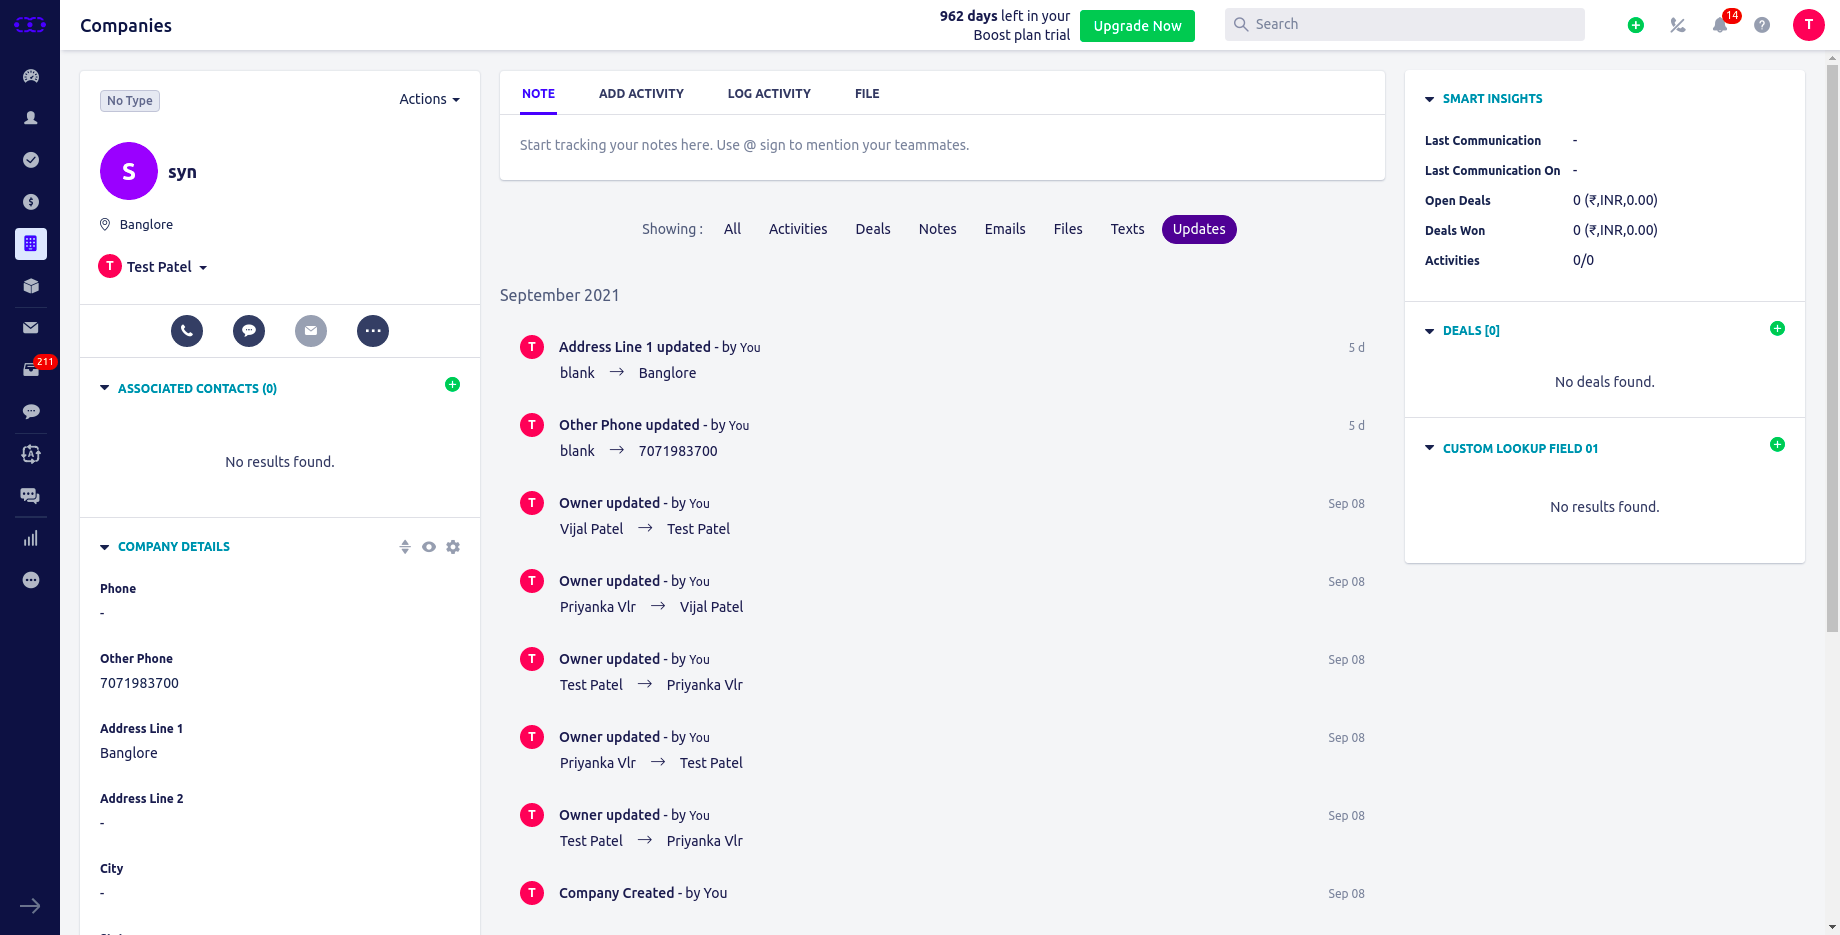 Companies
962 days left in your
Boost plan trial
Upgrade Now
Search
14
?
T
211
No Type
Actions
S
syn
Banglore
T
Test Patel
ASSOCIATED CONTACTS (0)
No results found.
COMPANY DETAILS
Phone
-
Other Phone
7071983700
Address Line 1
Banglore
Address Line 2
-
City
-
NOTE
ADD ACTIVITY
LOG ACTIVITY
FILE
Start tracking your notes here. Use @ sign to mention your teammates.
Showing : All Activities Deals Notes Emails Files Texts Updates
September 2021
T Address Line 1 updated - by You 5 d
blank → Banglore
T Other Phone updated - by You 5 d
blank → 7071983700
T Owner updated - by You Sep 08
Vijal Patel → Test Patel
T Owner updated - by You Sep 08
Priyanka Vlr → Vijal Patel
T Owner updated - by You Sep 08
Test Patel → Priyanka Vlr
T Owner updated - by You Sep 08
Priyanka Vlr → Test Patel
T Owner updated - by You Sep 08
Test Patel → Priyanka Vlr
T Company Created - by You Sep 08
SMART INSIGHTS
Last Communication -
Last Communication On -
Open Deals 0 (₹,INR,0.00)
Deals Won 0 (₹,INR,0.00)
Activities 0/0
DEALS [0]
No deals found.
CUSTOM LOOKUP FIELD 01
No results found.